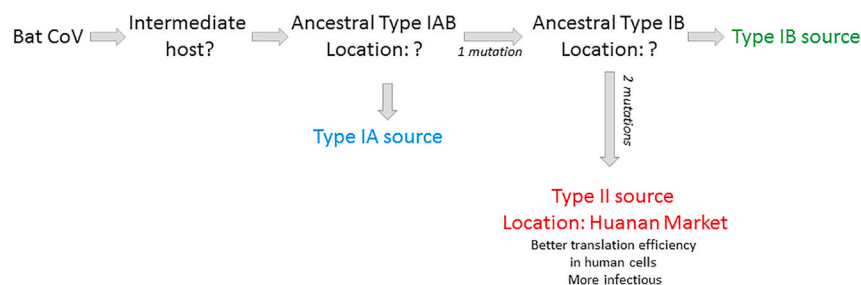 Bat CoV
Intermediate
host?
Ancestral Type IAB
Location: ?
1 mutation
Ancestral Type IB
Location: ?
Type IB source
2 mutations
Type IA source
Type II source
Location: Huanan Market
Better translation efficiency
in human cells
More infectious